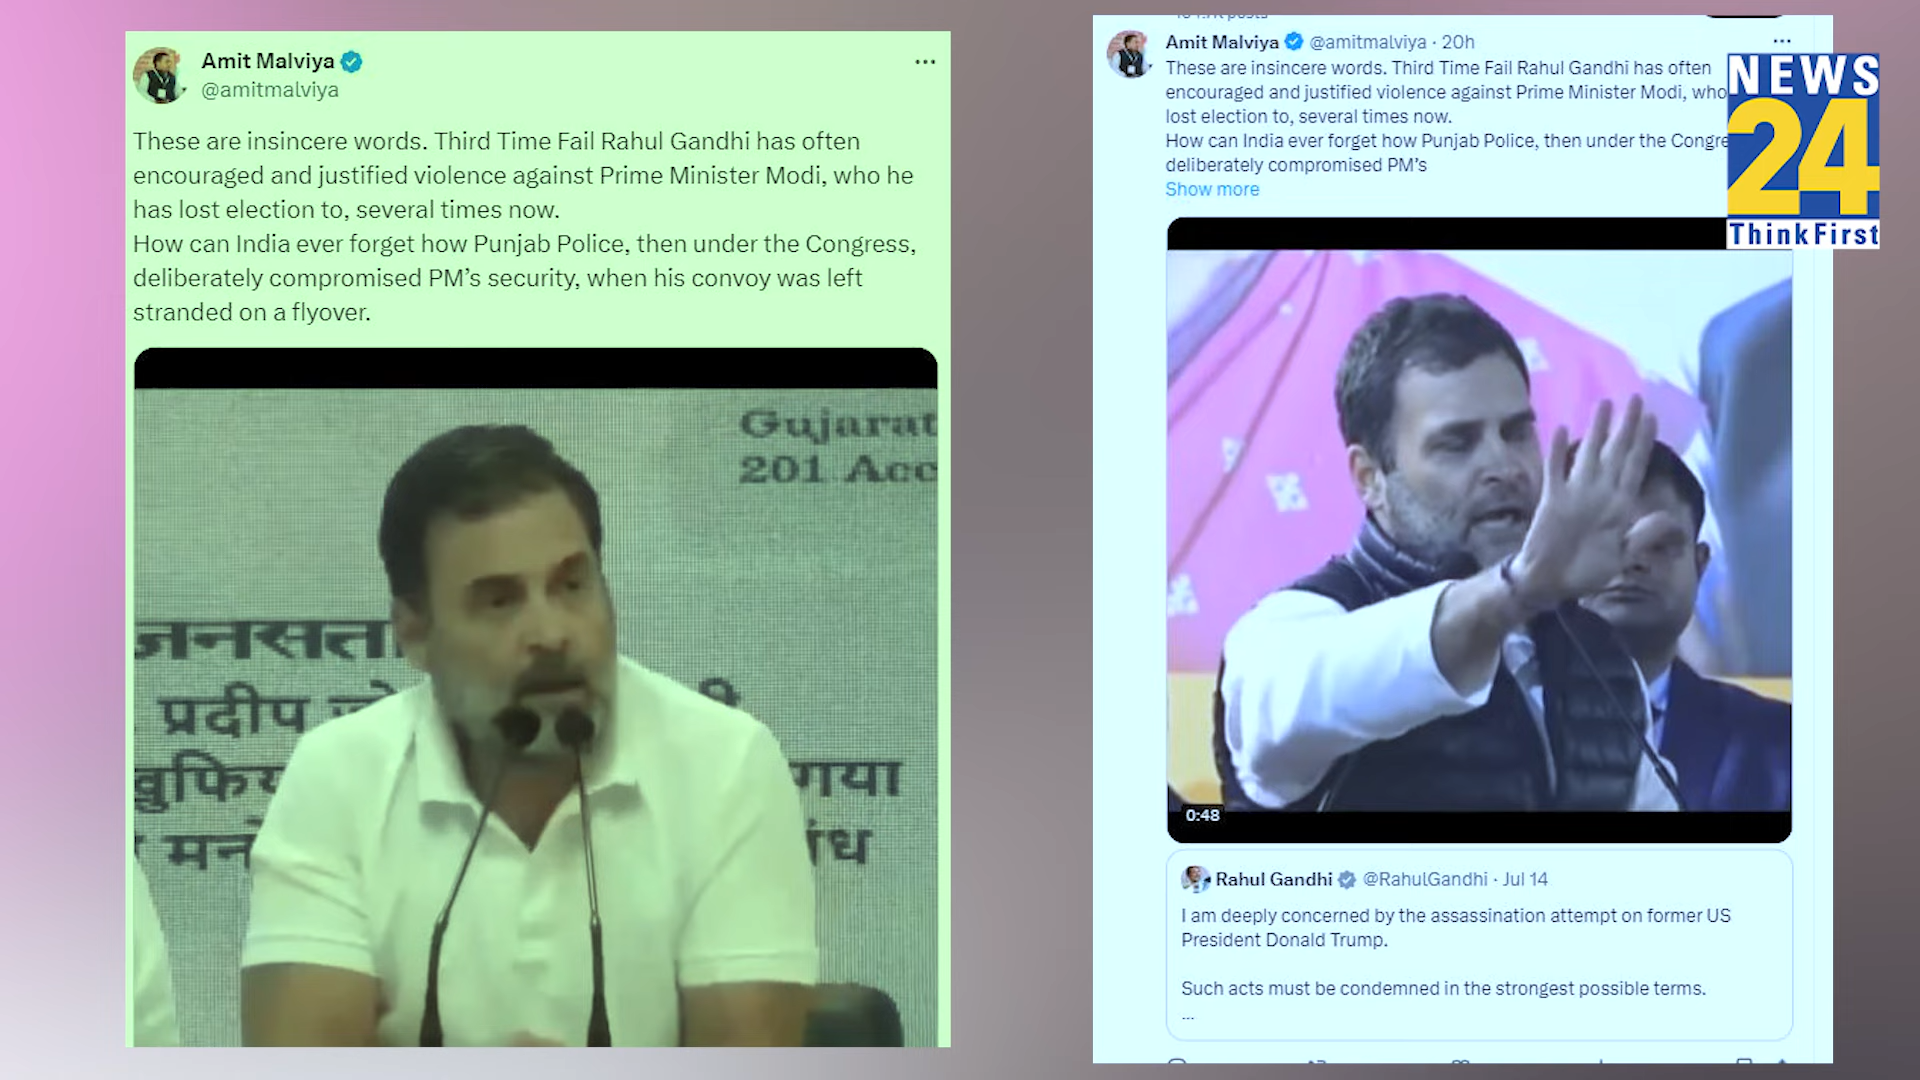 Amit Malviya
@amitmalviya
These are insincere words. Third Time Fail Rahul Gandhi has often
encouraged and justified violence against Prime Minister Modi, who he
has lost election to, several times now.
How can India ever forget how Punjab Police, then under the Congress,
deliberately compromised PM's security, when his convoy was left
stranded on a flyover.
Gujarat
201 Acc
जनसत्ता
प्रदीप
गया
Amit Malviya @amitmalviya · 20h
These are insincere words. Third Time Fail Rahul Gandhi has often
encouraged and justified violence against Prime Minister Modi, who
lost election to, several times now.
How can India ever forget how Punjab Police, then under the Congre
deliberately compromised PM's
Show more
0:48
Rahul Gandhi @RahulGandhi · Jul 14
I am deeply concerned by the assassination attempt on former US
President Donald Trump.
Such acts must be condemned in the strongest possible terms.
...
NEWS
24
Think First